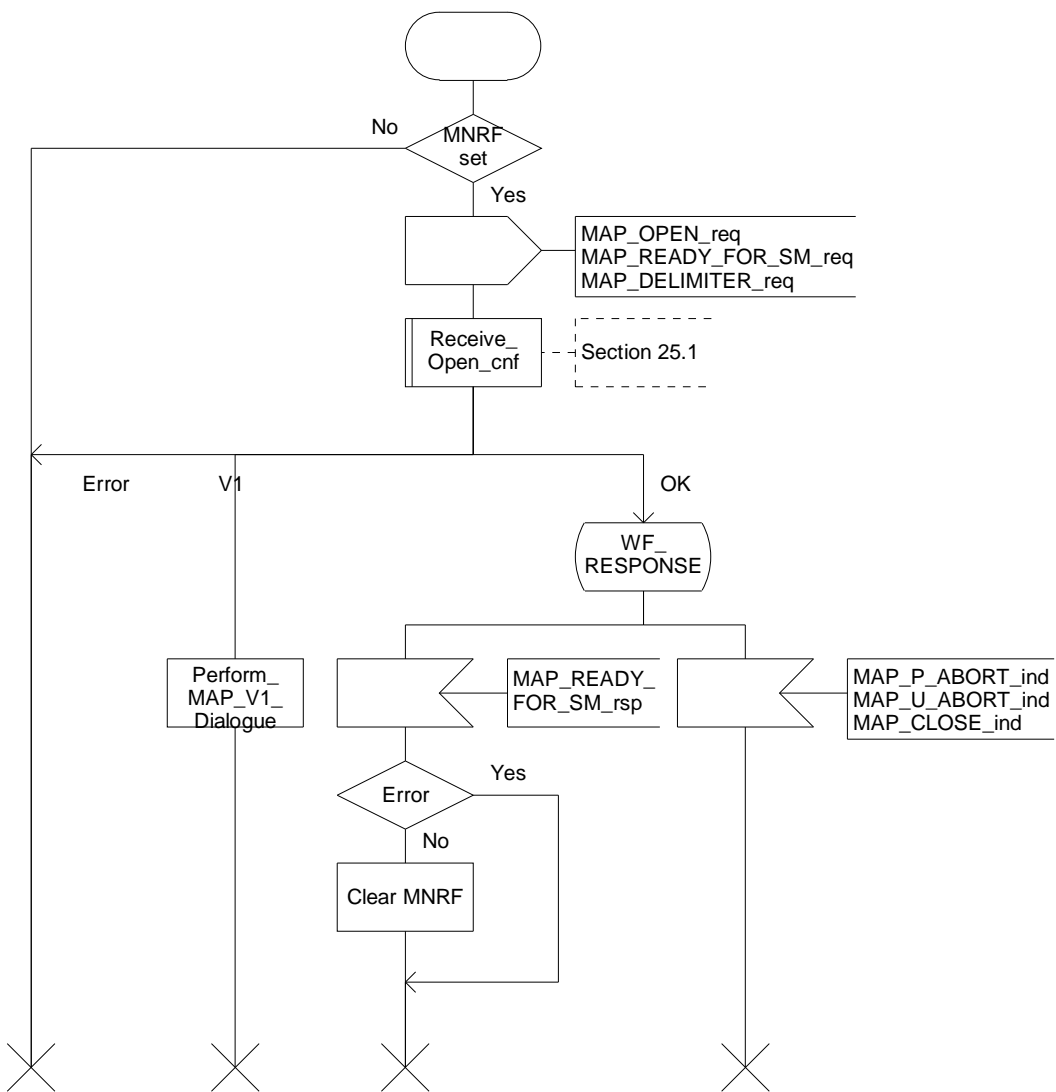 No
MNRF
set
Yes
MAP_OPEN_req
MAP_READY_FOR_SM_req
MAP_DELIMITER_req
Receive_
Open_cnf
Section 25.1
Error
V1
OK
WF_
RESPONSE
Perform_
MAP_V1_
Dialogue
MAP_READY_
FOR_SM_rsp
MAP_P_ABORT_ind
MAP_U_ABORT_ind
MAP_CLOSE_ind
Error
Yes
No
Clear MNRF